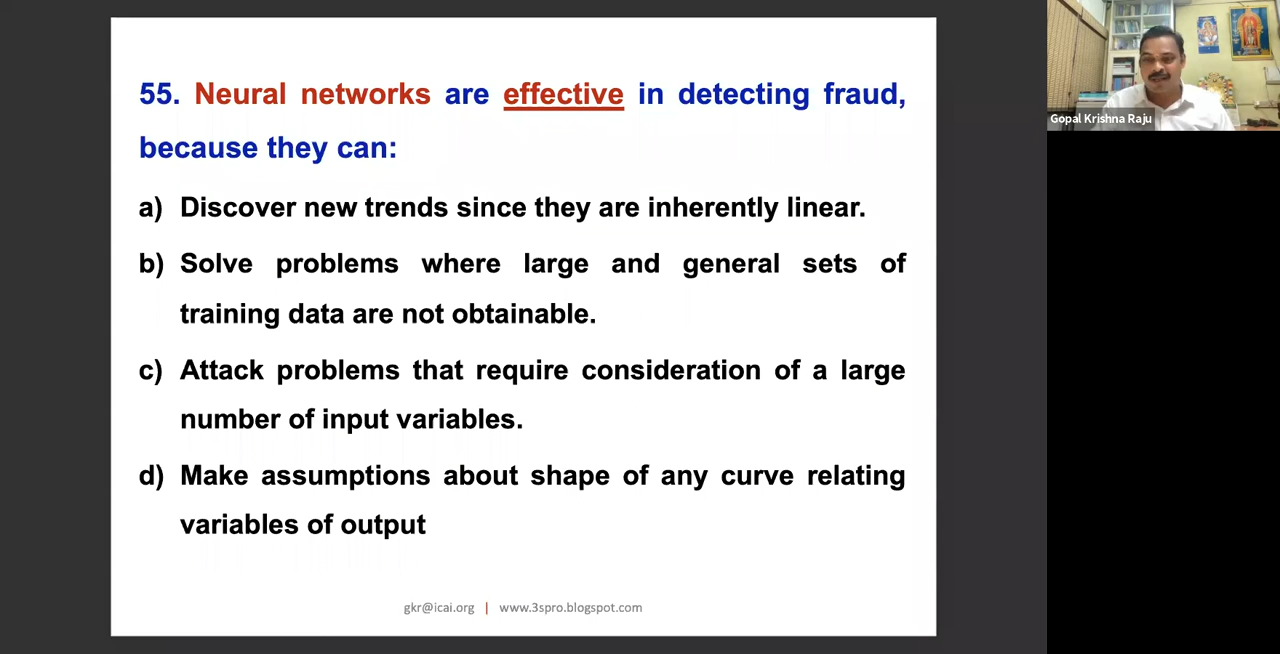 55. Neural networks are effective in detecting fraud,
because they can:
a) Discover new trends since they are inherently linear.
b) Solve problems where large and general sets of
training data are not obtainable.
c) Attack problems that require consideration of a large
number of input variables.
d) Make assumptions about shape of any curve relating
variables of output
gkr@icai.org | www.3spro.blogspot.com
Gopal Krishna Raju